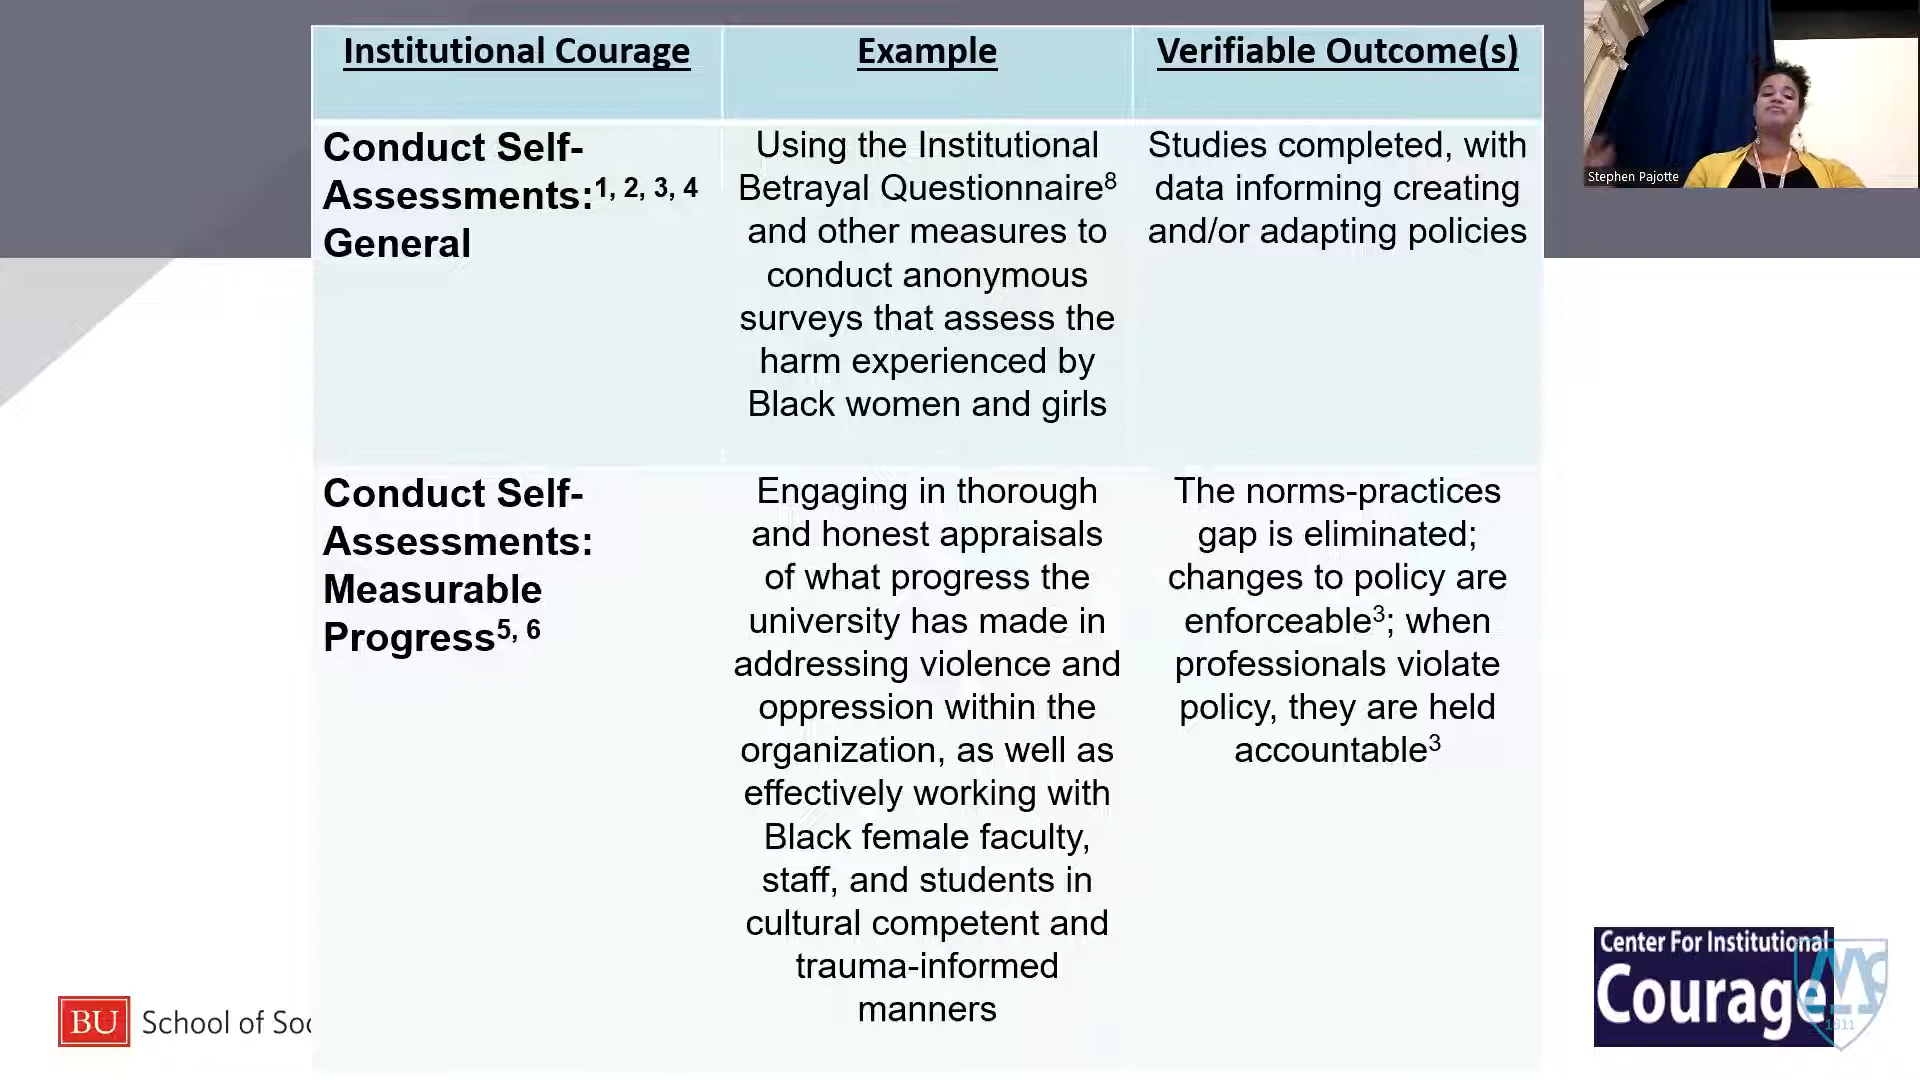 Institutional Courage
Example
Verifiable Outcome(s)
Conduct Self-
Assessments:1, 2, 3, 4
General
Using the Institutional
Betrayal Questionnaire8
and other measures to
conduct anonymous
surveys that assess the
harm experienced by
Black women and girls
Studies completed, with
data informing creating
and/or adapting policies
Conduct Self-
Assessments:
Measurable
Progress5, 6
Engaging in thorough
and honest appraisals
of what progress the
university has made in
addressing violence and
oppression within the
organization, as well as
effectively working with
Black female faculty,
staff, and students in
cultural competent and
trauma-informed
manners
The norms-practices
gap is eliminated;
changes to policy are
enforceable3; when
professionals violate
policy, they are held
accountable3
Stephen Pajotte
BU School of Soc
Center For Institutional
Courage
1811